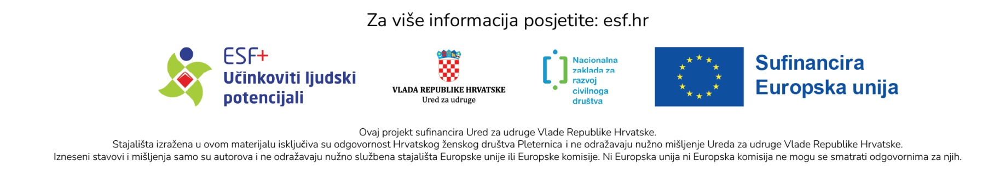 Za više informacija posjetite: esf.hr
ESF+
Učinkoviti ljudski
potencijali
VLADA REPUBLIKE HRVATSKE
Ured za udruge
Nacionalna
zaklada za
razvoj
civilnoga
društva
Sufinancira
Europska unija
Ovaj projekt sufinancira Ured za udruge Vlade Republike Hrvatske.
Stajališta izražena u ovom materijalu isključiva su odgovornost Hrvatskog ženskog društva Pleternica i ne odražavaju nužno mišljenje Ureda za udruge Vlade Republike Hrvatske.
Izneseni stavovi i mišljenja samo su autorova i ne odražavaju nužno službena stajališta Europske unije ili Europske komisije. Ni Europska unija ni Europska komisija ne mogu se smatrati odgovornima za njih.